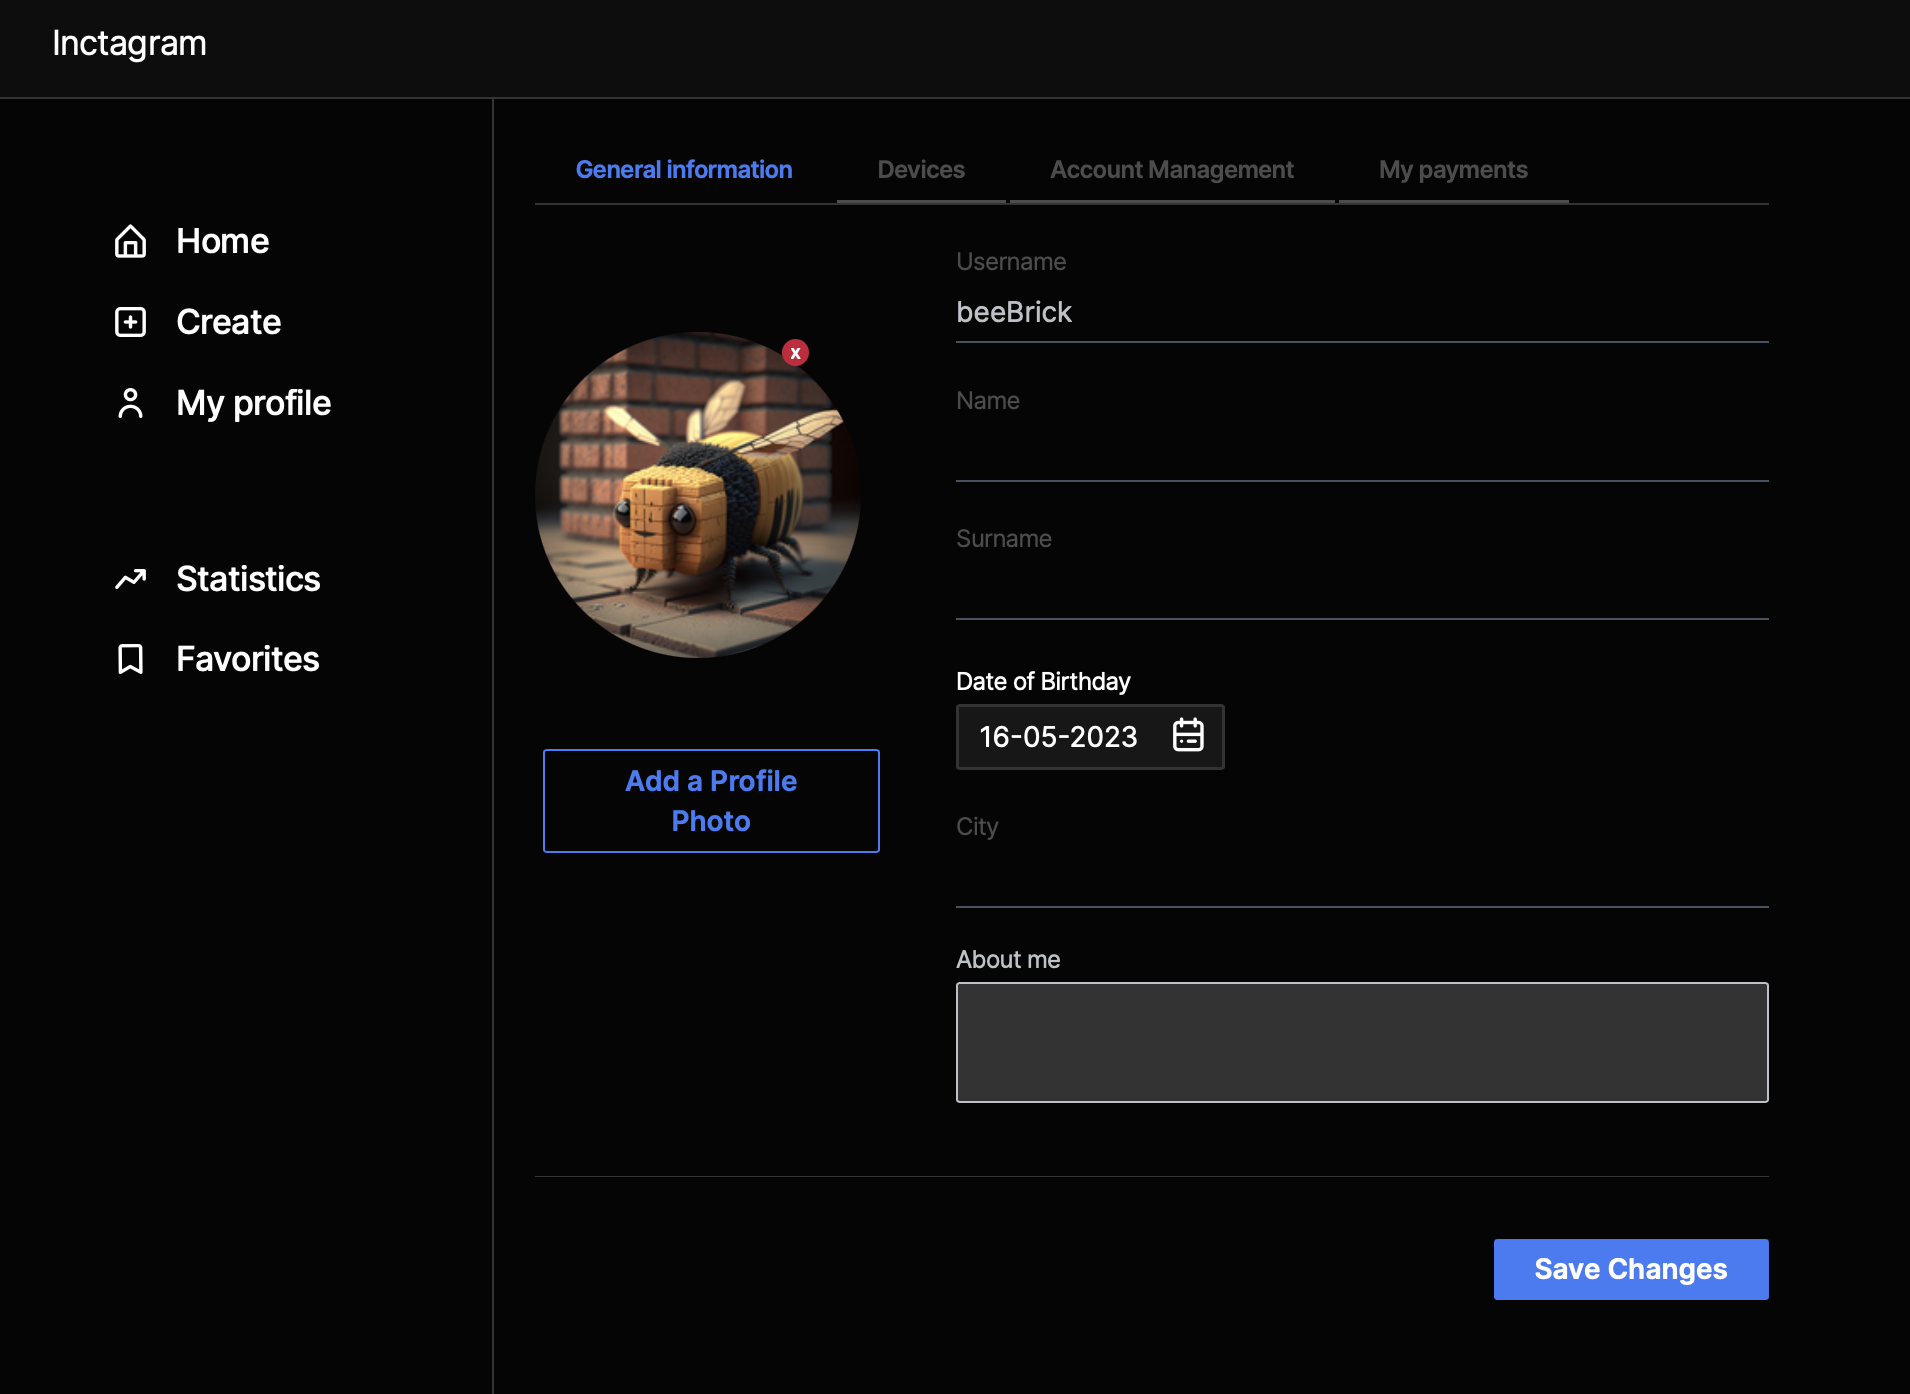 Inctagram
Home
Create
My profile
Statistics
Favorites
General information
Devices
Account Management
My payments
x
Add a Profile
Photo
Username
beeBrick
Name
Surname
Date of Birthday
16-05-2023
City
About me
Save Changes